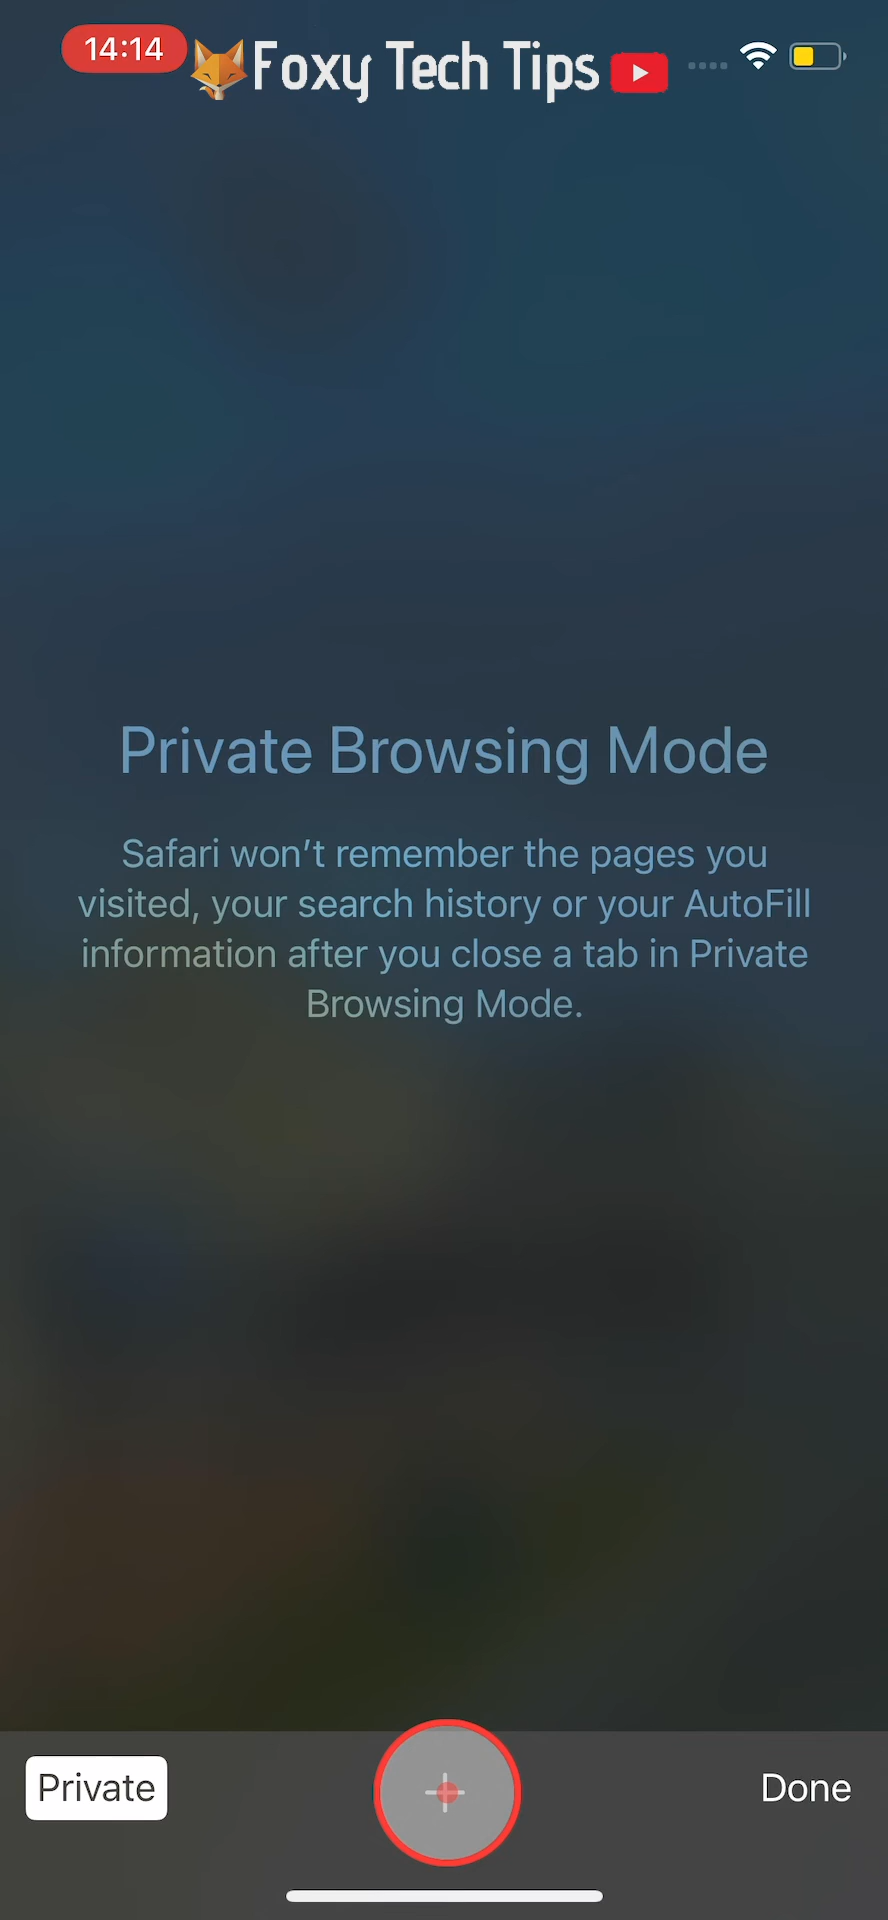 14:14
Foxy Tech Tips
Private Browsing Mode
Safari won’t remember the pages you
visited, your search history or your AutoFill
information after you close a tab in Private
Browsing Mode.
Private
Done